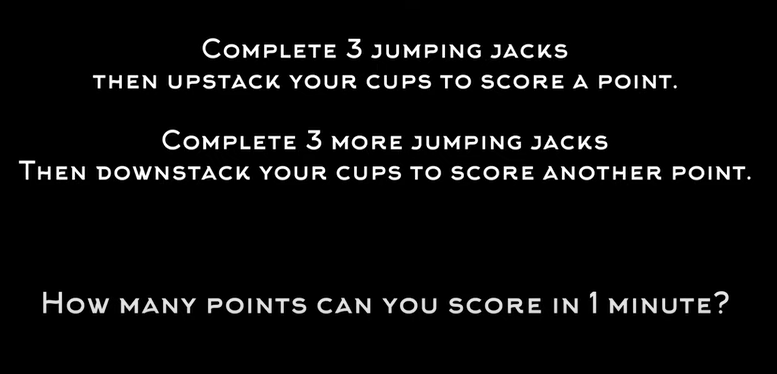 Complete 3 jumping jacks
then upstack your cups to score a point.
Complete 3 more jumping jacks
Then downstack your cups to score another point.
How many points can you score in 1 minute?